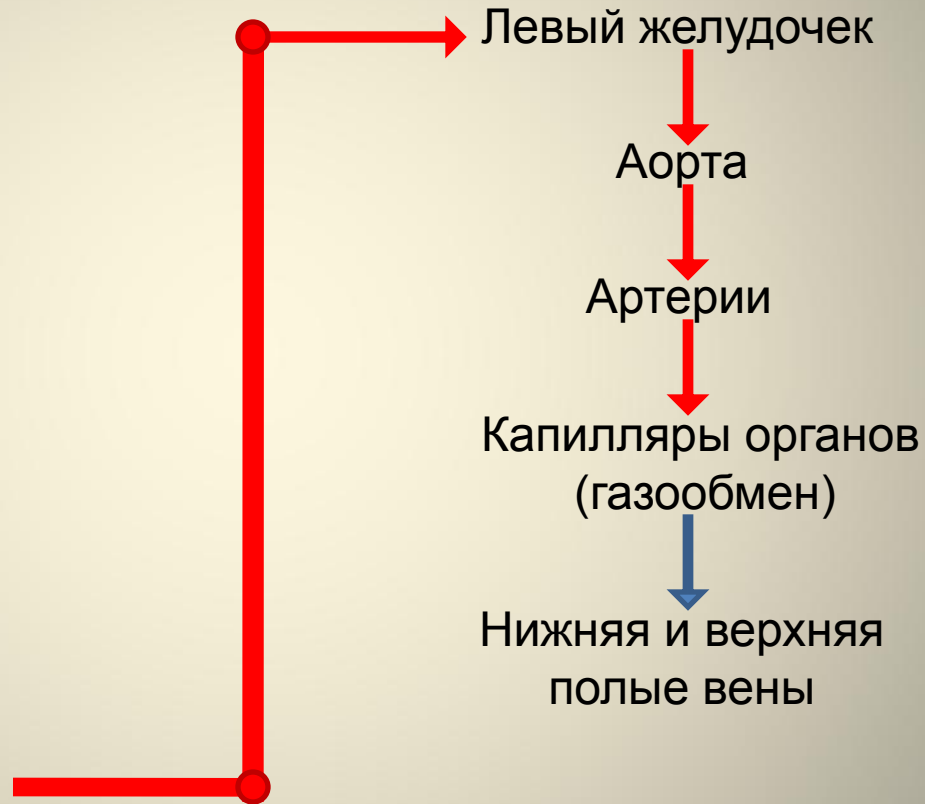 Левый желудочек
Аорта
Артерии
Капилляры органов
(газообмен)
Нижняя и верхняя
полые вены